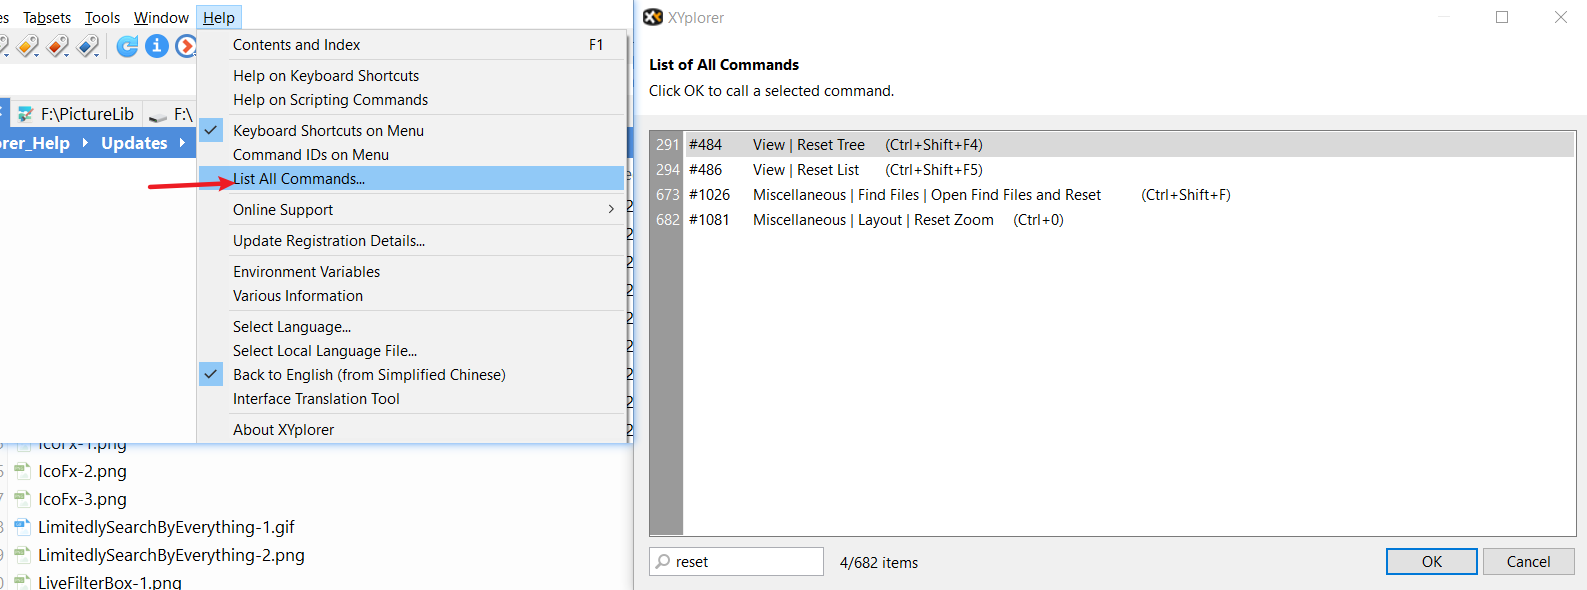 Tabsets Tools Window Help
F:\PictureLib F:\
Updates
IcoFx-2.png
IcoFx-3.png
LimitedlySearchByEverything-1.gif
LimitedlySearchByEverything-2.png
LiveFilterBox-1.png
Contents and Index F1
Help on Keyboard Shortcuts
Help on Scripting Commands
Keyboard Shortcuts on Menu
Command IDs on Menu
List All Commands...
Online Support
Update Registration Details...
Environment Variables
Various Information
Select Language...
Select Local Language File...
Back to English (from Simplified Chinese)
Interface Translation Tool
About XYplorer
XYplorer
List of All Commands
Click OK to call a selected command.
291 #484 View | Reset Tree (Ctrl+Shift+F4)
294 #486 View | Reset List (Ctrl+Shift+F5)
673 #1026 Miscellaneous | Find Files | Open Find Files and Reset (Ctrl+Shift+F)
682 #1081 Miscellaneous | Layout | Reset Zoom (Ctrl+0)
reset 4/682 items OK Cancel